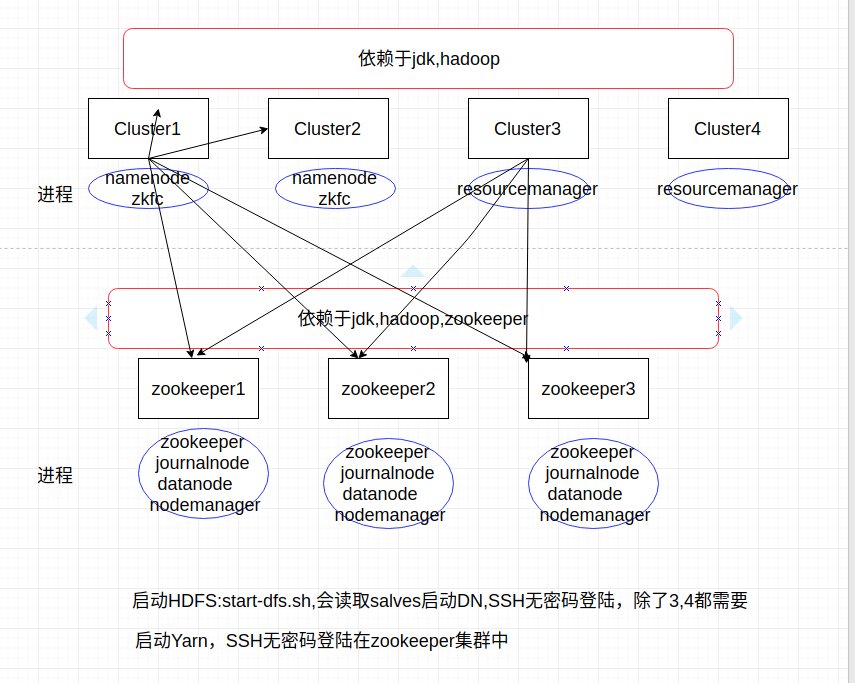 依赖于jdk,hadoop
Cluster1
Cluster2
Cluster3
Cluster4
进程
namenode
zkfc
namenode
zkfc
resourcemanager
resourcemanager
依赖于jdk,hadoop,zookeeper
zookeeper1
zookeeper2
zookeeper3
进程
zookeeper
journalnode
datanode
nodemanager
zookeeper
journalnode
datanode
nodemanager
zookeeper
journalnode
datanode
nodemanager
启动HDFS:start-dfs.sh,会读取salves启动DN,SSH无密码登陆，除了3,4都需要
启动Yarn，SSH无密码登陆在zookeeper集群中